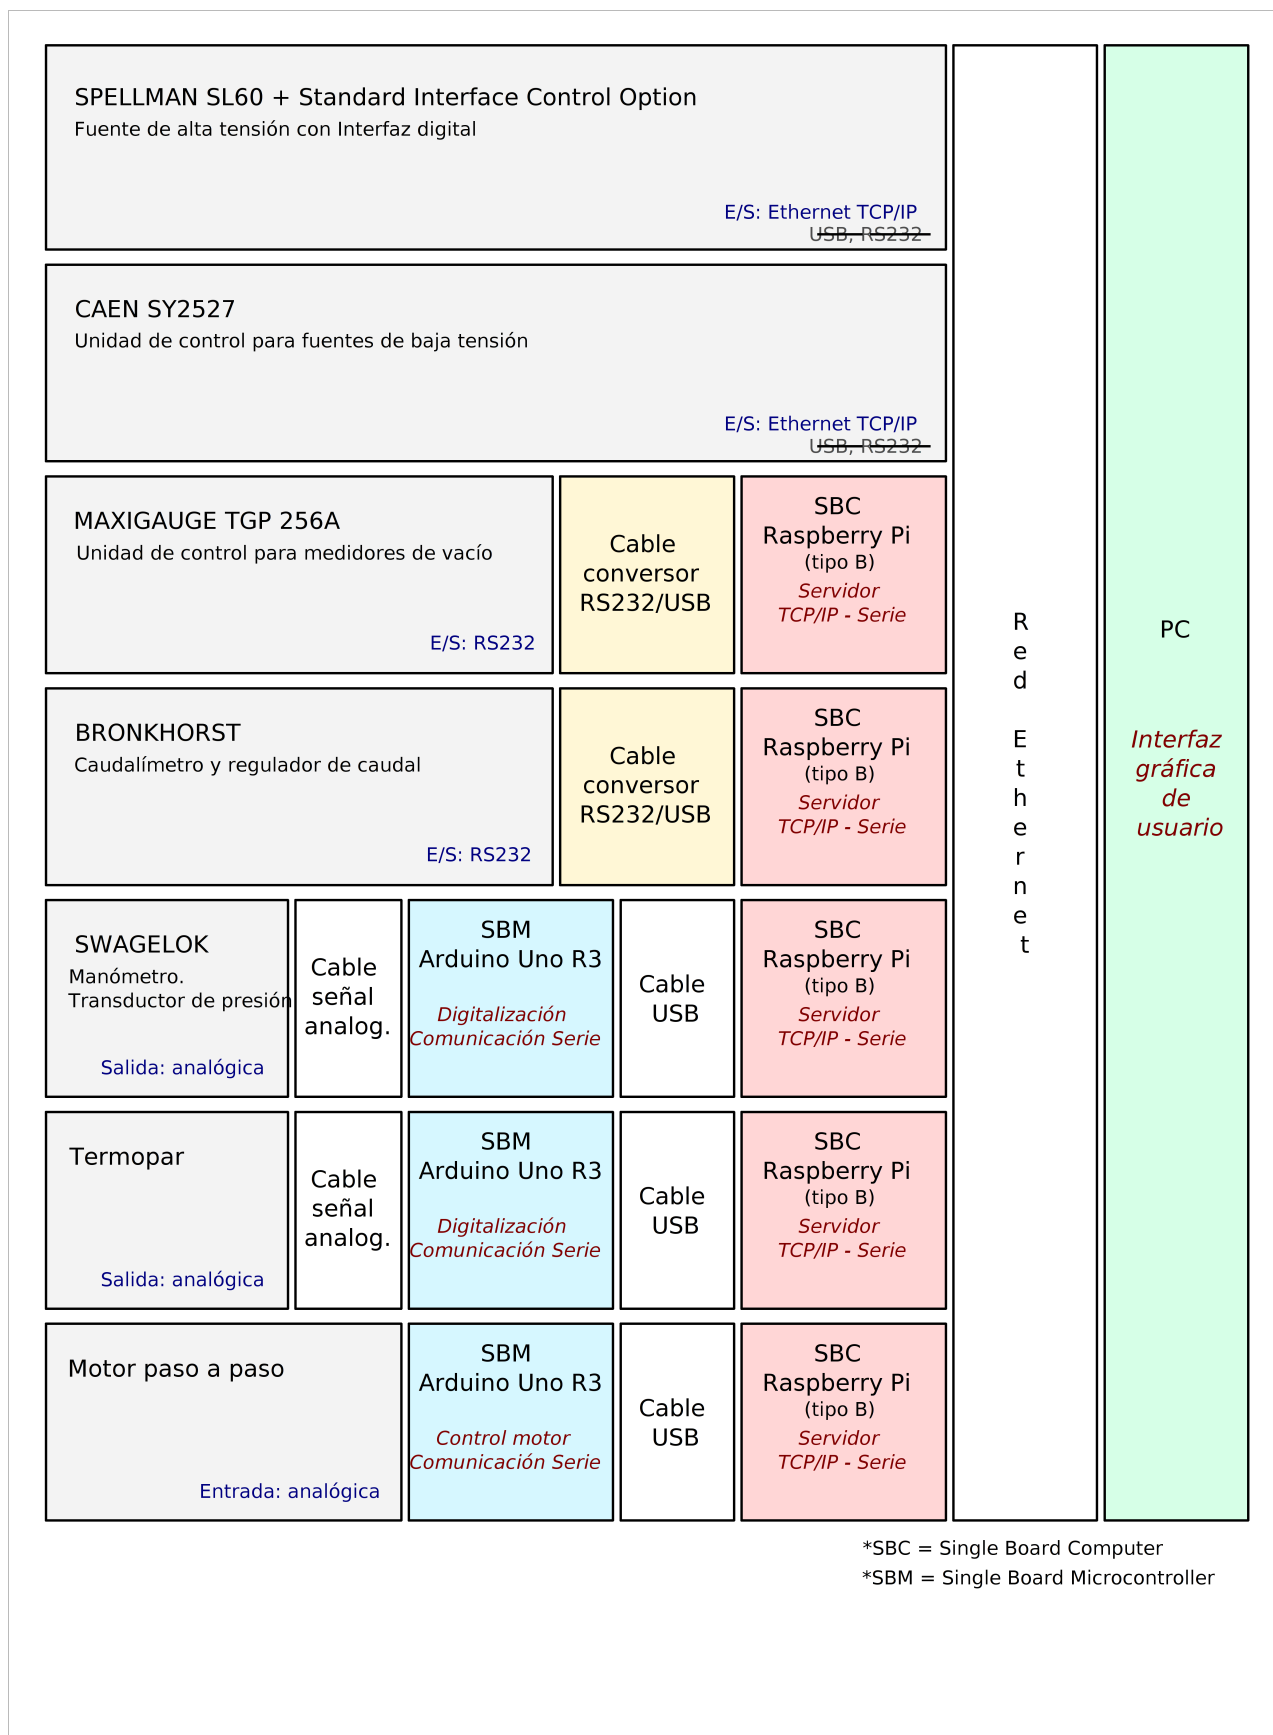 SPELLMAN SL60 + Standard Interface Control Option
Fuente de alta tensión con Interfaz digital
E/S: Ethernet TCP/IP
USB, RS232
CAEN SY2527
Unidad de control para fuentes de baja tensión
E/S: Ethernet TCP/IP
USB, RS232
MAXIGAUGE TGP 256A
Unidad de control para medidores de vacío
E/S: RS232
Cable
conversor
RS232/USB
SBC
Raspberry Pi
(tipo B)
Servidor
TCP/IP - Serie
BRONKHORST
Caudalímetro y regulador de caudal
E/S: RS232
Cable
conversor
RS232/USB
SBC
Raspberry Pi
(tipo B)
Servidor
TCP/IP - Serie
SWAGELOK
Manómetro.
Transductor de presión
Salida: analógica
Cable
señal
analog.
SBM
Arduino Uno R3
Digitalización
Comunicación Serie
Cable
USB
SBC
Raspberry Pi
(tipo B)
Servidor
TCP/IP - Serie
Termopar
Salida: analógica
Cable
señal
analog.
SBM
Arduino Uno R3
Digitalización
Comunicación Serie
Cable
USB
SBC
Raspberry Pi
(tipo B)
Servidor
TCP/IP - Serie
Motor paso a paso
Entrada: analógica
SBM
Arduino Uno R3
Control motor
Comunicación Serie
Cable
USB
SBC
Raspberry Pi
(tipo B)
Servidor
TCP/IP - Serie
Red Ethernet
PC
Interfaz
gráfica
de
usuario
*SBC = Single Board Computer
*SBM = Single Board Microcontroller